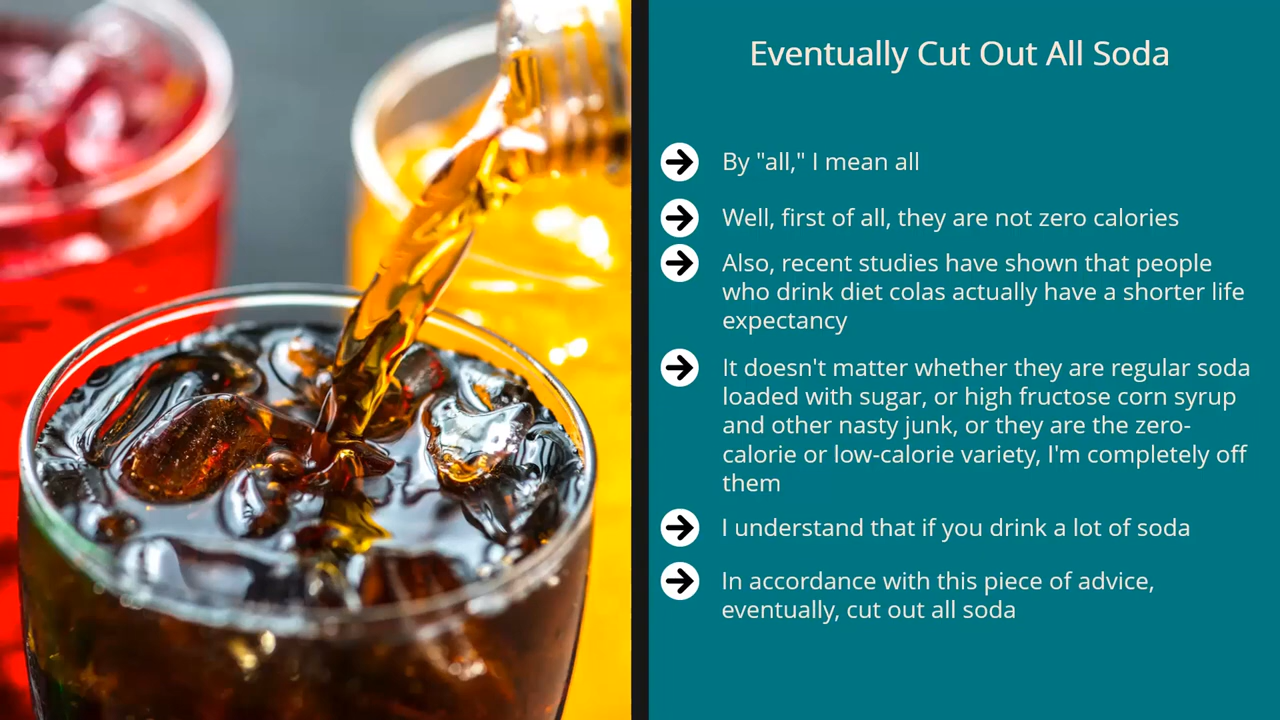 Eventually Cut Out All Soda
By "all," I mean all
Well, first of all, they are not zero calories
Also, recent studies have shown that people
who drink diet colas actually have a shorter life
expectancy
It doesn't matter whether they are regular soda
loaded with sugar, or high fructose corn syrup
and other nasty junk, or they are the zero-
calorie or low-calorie variety, I'm completely off
them
I understand that if you drink a lot of soda
In accordance with this piece of advice,
eventually, cut out all soda